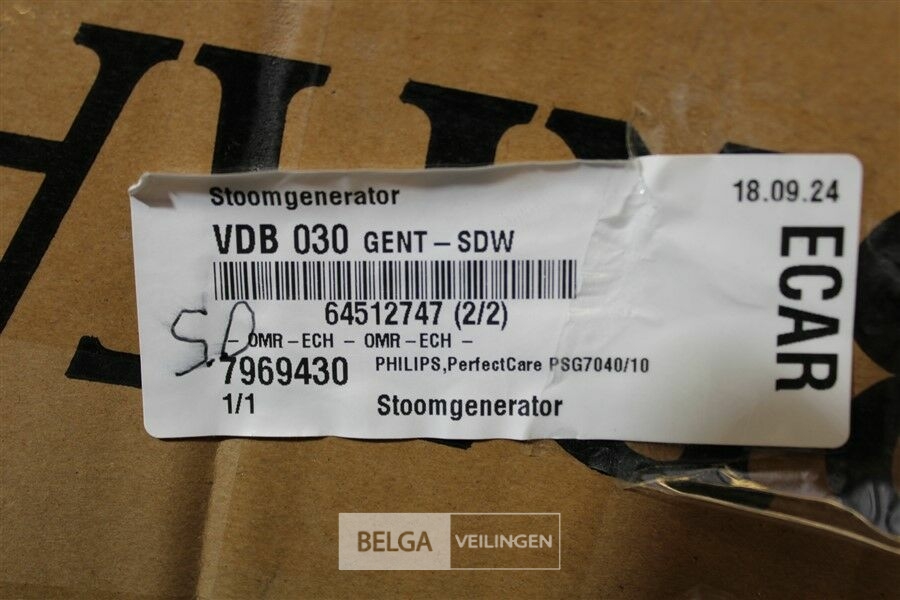 Stoomgenerator
18.09.24
VDB 030 GENT – SDW
ECAR
64512747 (2/2)
S.D
– OMR – ECH – OMR – ECH –
7969430 PHILIPS,PerfectCare PSG7040/10
1/1 Stoomgenerator
BELGA VEILINGEN